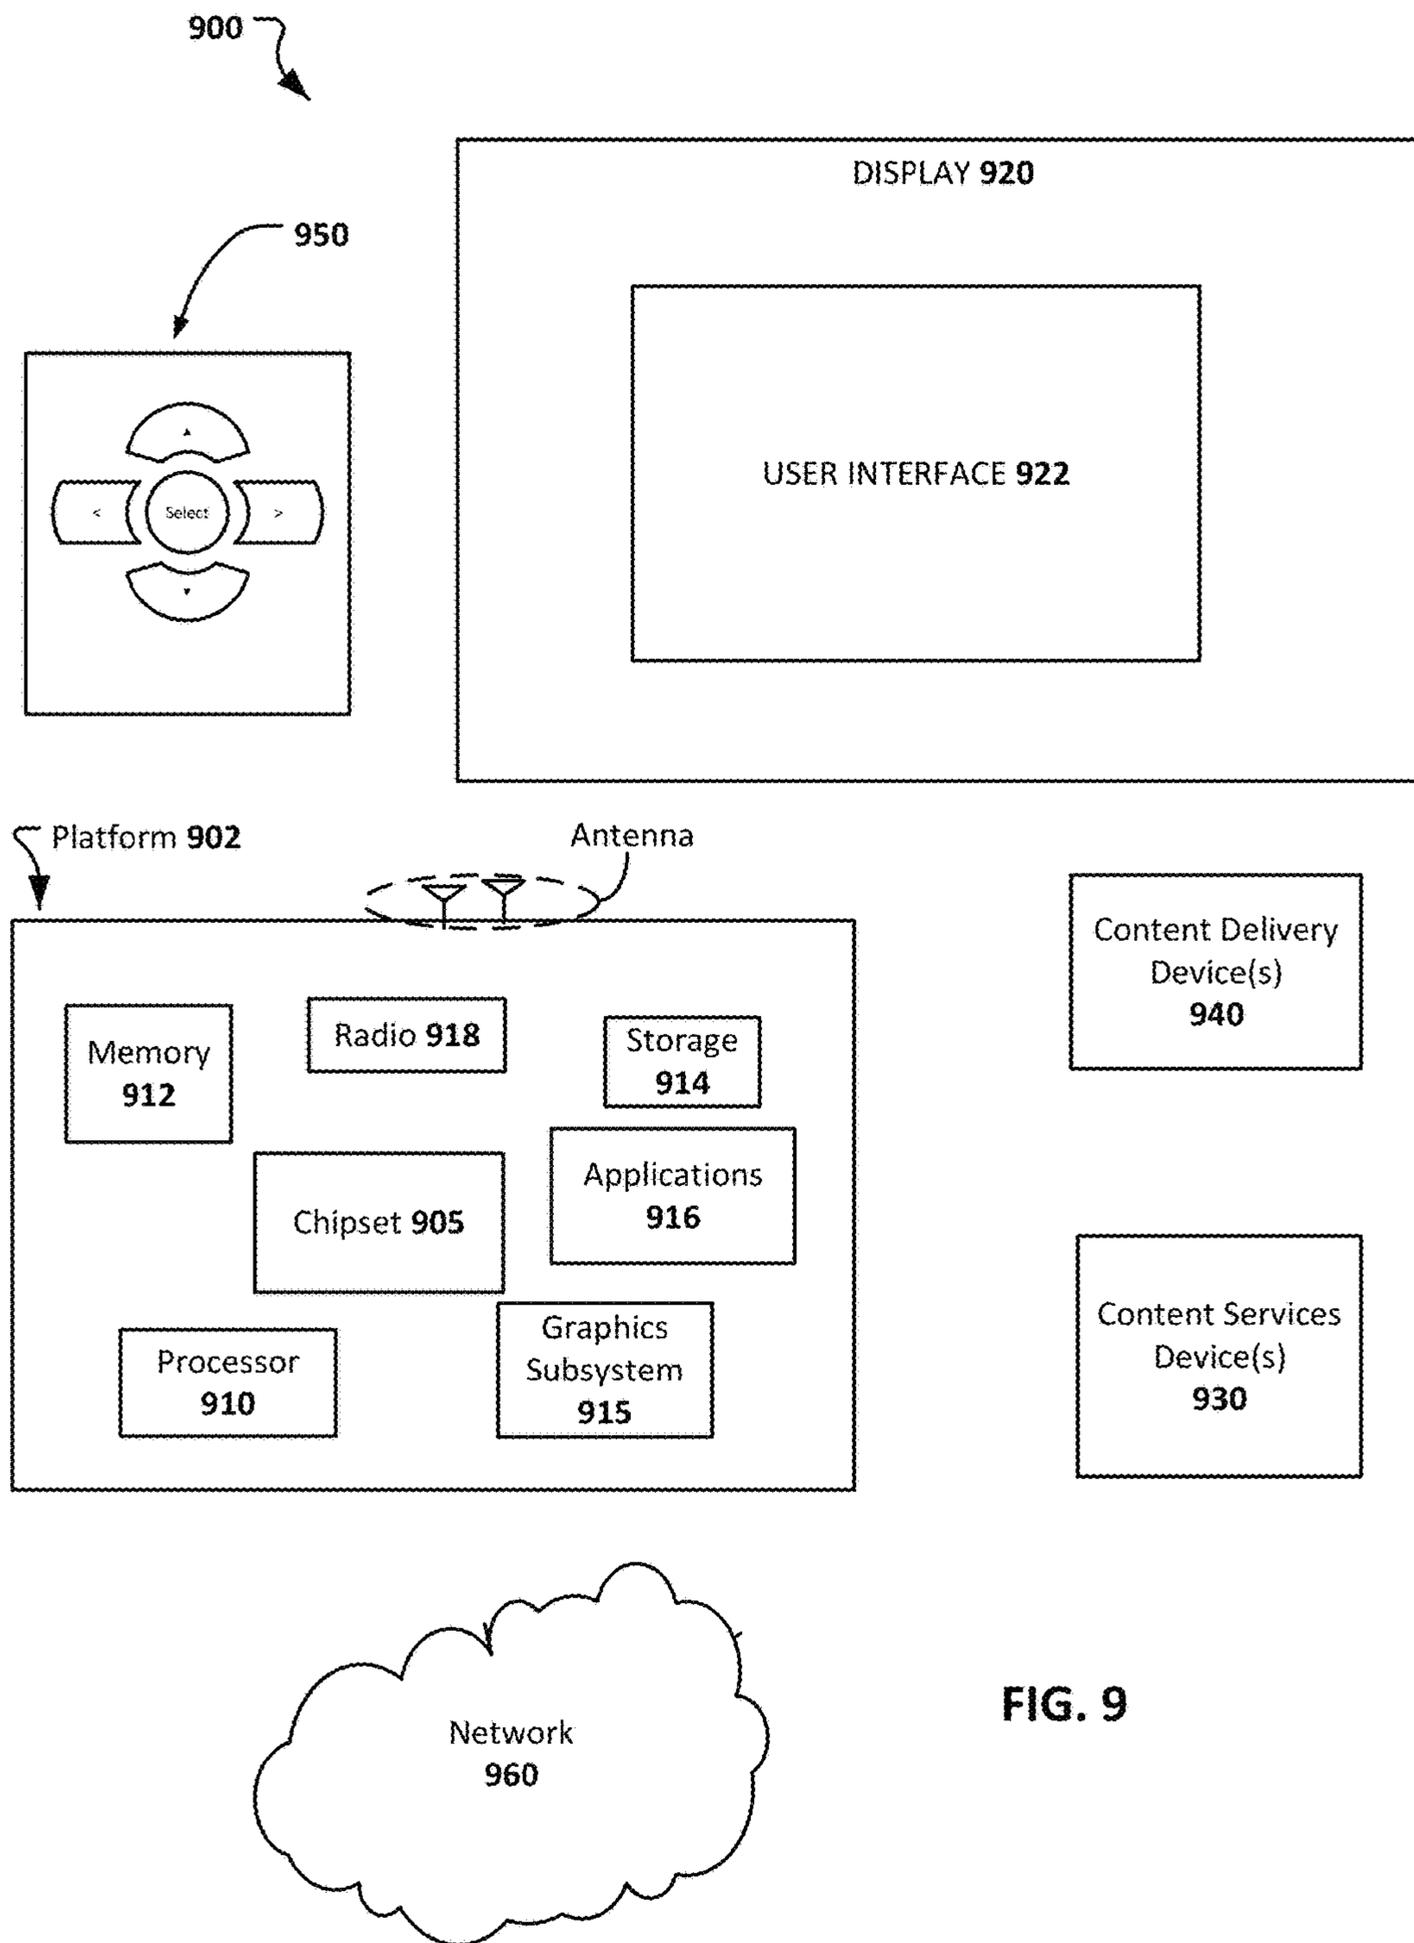 900
DISPLAY 920
950
USER INTERFACE 922
<
Select
>
Platform 902
Antenna
Content Delivery
Device(s)
940
Memory
912
Radio 918
Storage
914
Chipset 905
Applications
916
Processor
910
Graphics
Subsystem
915
Content Services
Device(s)
930
Network
960
FIG. 9